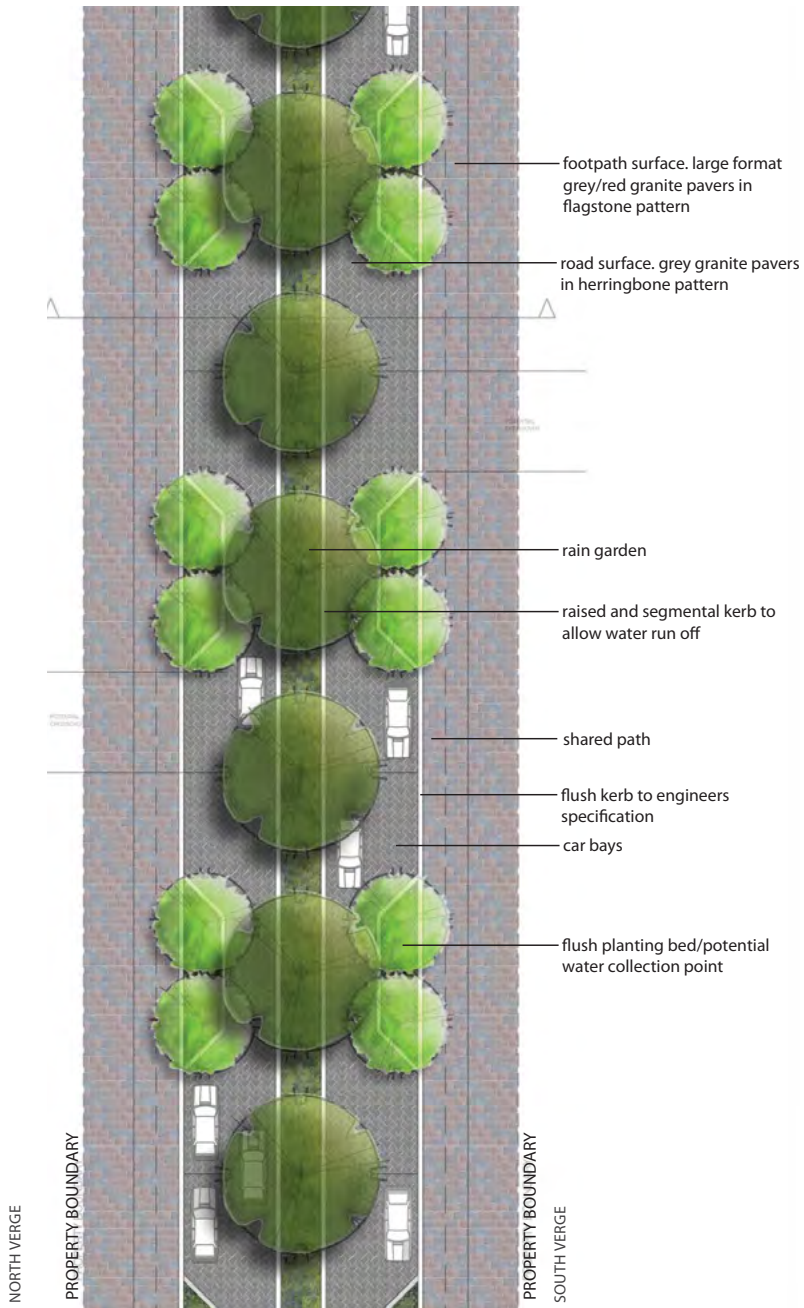 footpath surface. large format
grey/red granite pavers in
flagstone pattern
road surface. grey granite pavers
in herringbone pattern
rain garden
raised and segmental kerb to
allow water run off
shared path
flush kerb to engineers
specification
car bays
flush planting bed/potential
water collection point
NORTH VERGE
PROPERTY BOUNDARY
PROPERTY BOUNDARY
SOUTH VERGE